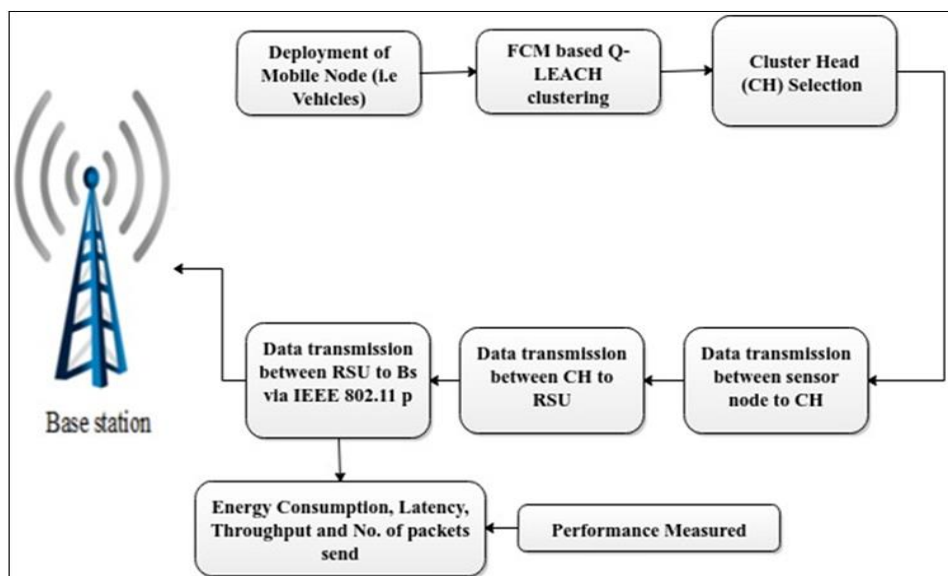 Deployment of
Mobile Node (i.e
Vehicles)
FCM based Q-
LEACH
clustering
Cluster Head
(CH) Selection
Base station
Data transmission
between RSU to Bs
via IEEE 802.11 p
Data transmission
between CH to
RSU
Data transmission
between sensor
node to CH
Energy Consumption, Latency,
Throughput and No. of packets
send
Performance Measured